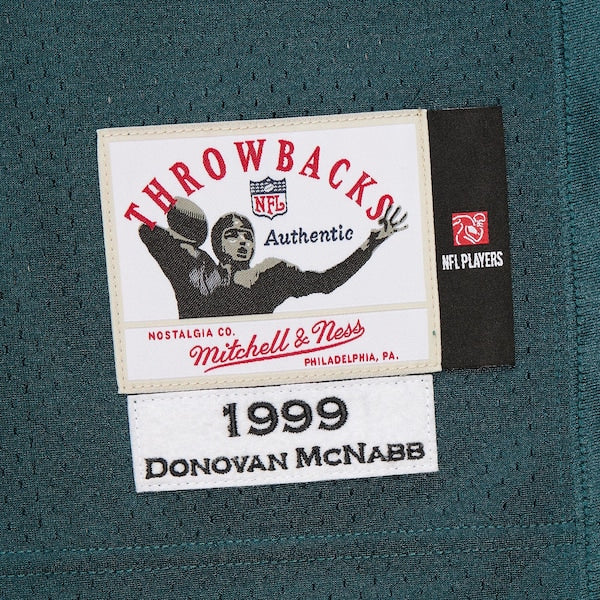 THROWBACKS
NFL
Authentic
NFL PLAYERS
NOSTALGIA CO.
Mitchell & Ness
PHILADELPHIA, PA.
1999
DONOVAN MCNABB